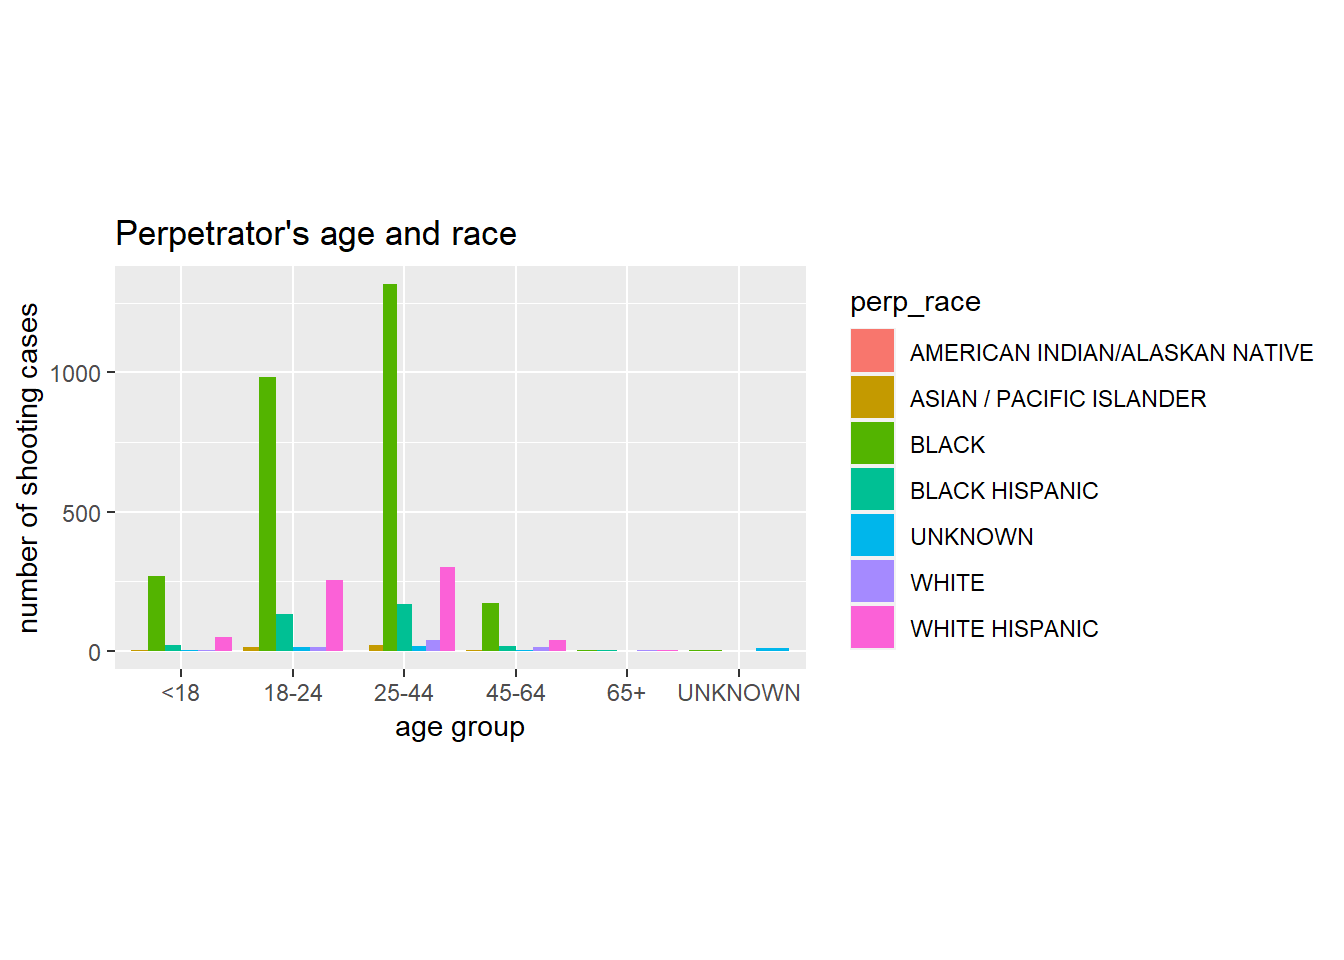 Perpetrator's age and race
number of shooting cases
1000
500
0
<18 18-24 25-44 45-64 65+ UNKNOWN
age group
perp_race
AMERICAN INDIAN/ALASKAN NATIVE
ASIAN / PACIFIC ISLANDER
BLACK
BLACK HISPANIC
UNKNOWN
WHITE
WHITE HISPANIC